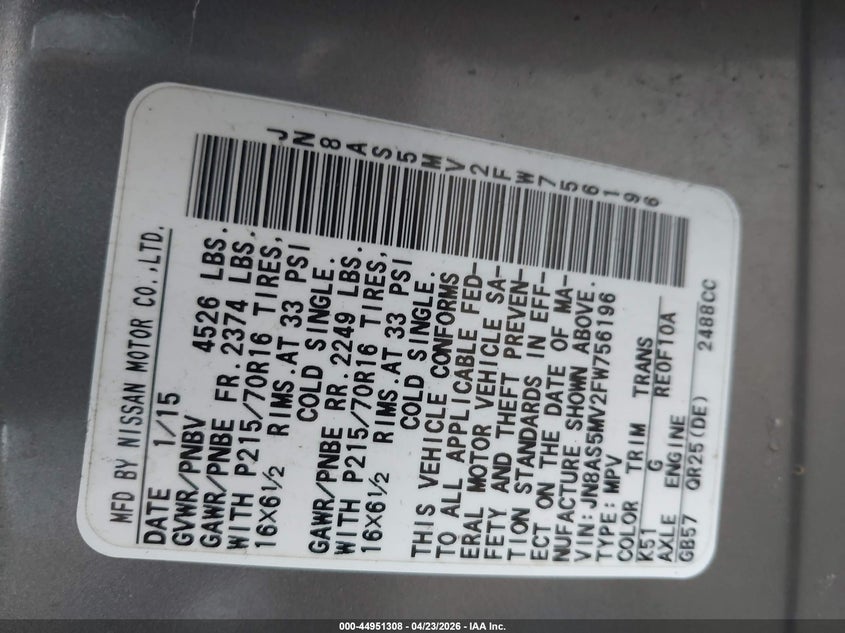 JN8AS5MV2FW756196
MFD BY NISSAN MOTOR CO.,LTD.
DATE 1/15
GVWR/PNBV 4526 LBS.
GAWR/PNBE FR. 2374 LBS.
WITH P215/70R16 TIRES,
16X6½ RIMS.AT 33 PSI
COLD SINGLE.
GAWR/PNBE RR. 2249 LBS.
WITH P215/70R16 TIRES,
16X6½ RIMS.AT 33 PSI
COLD SINGLE.
THIS VEHICLE CONFORMS
TO ALL APPLICABLE FED-
ERAL MOTOR VEHICLE SA-
FETY AND THEFT PREVEN-
TION STANDARDS IN EFF-
ECT ON THE DATE OF MA-
NUFACTURE SHOWN ABOVE.
VIN:JN8AS5MV2FW756196
TYPE:MPV
COLOR TRIM TRANS
K51 G RE0F10A
AXLE ENGINE
GB57 QR25(DE) 2488CC
000-44951308 - 04/23/2026 - IAA Inc.